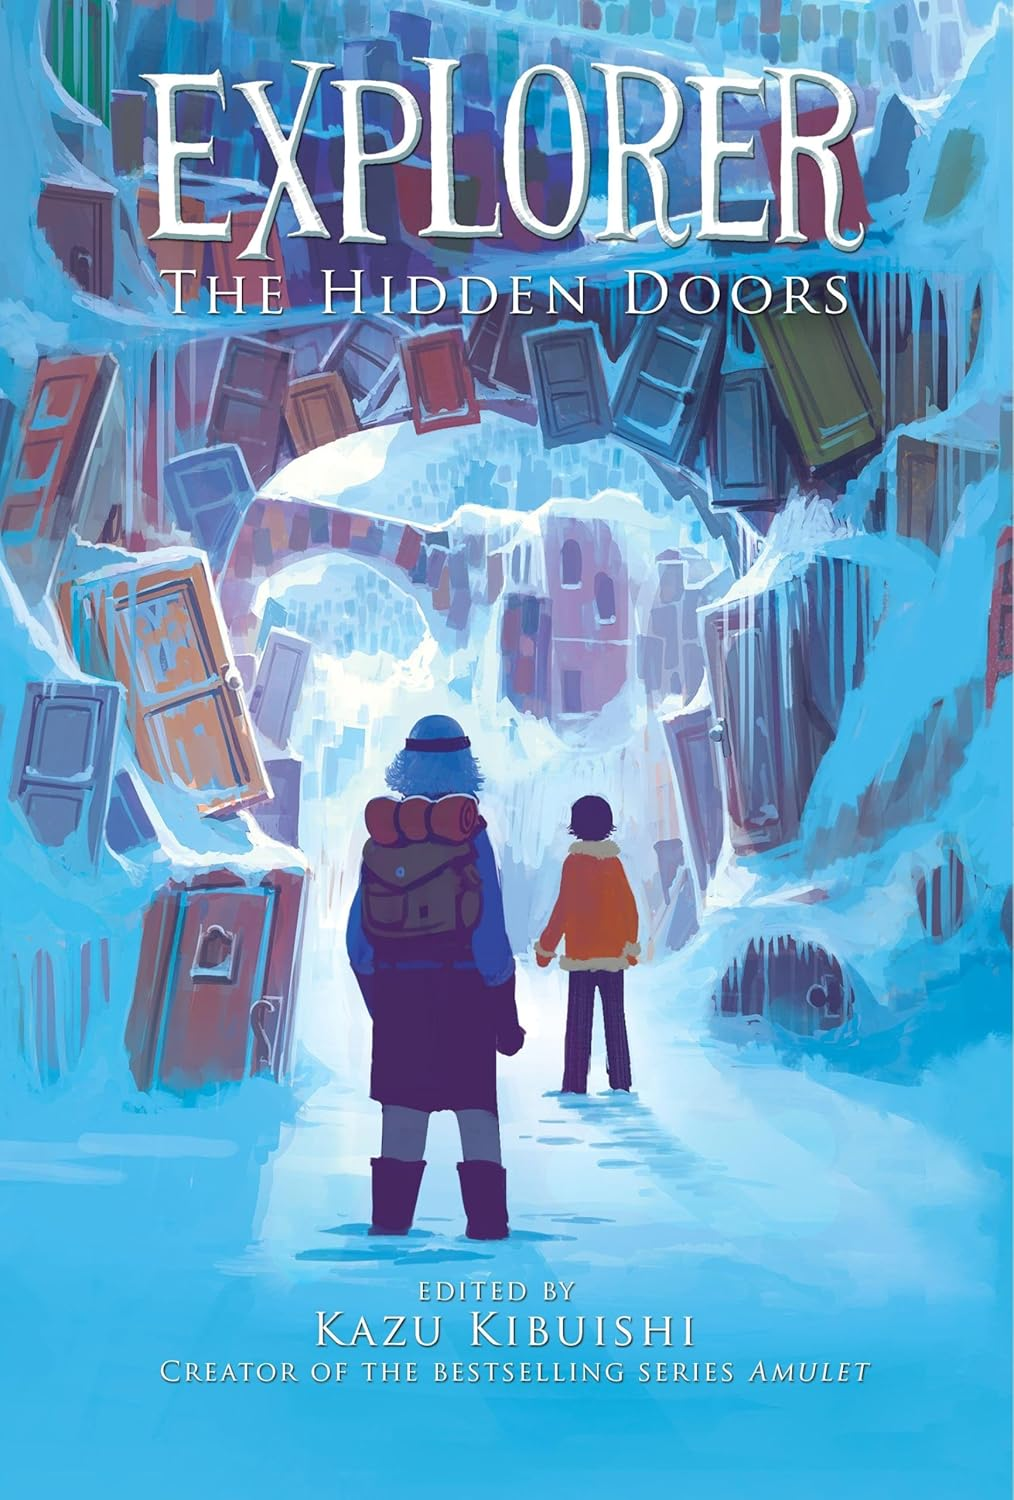 EXPLORER
THE HIDDEN DOORS
EDITED BY
KAZU KIBUISHI
CREATOR OF THE BESTSELLING SERIES AMULET